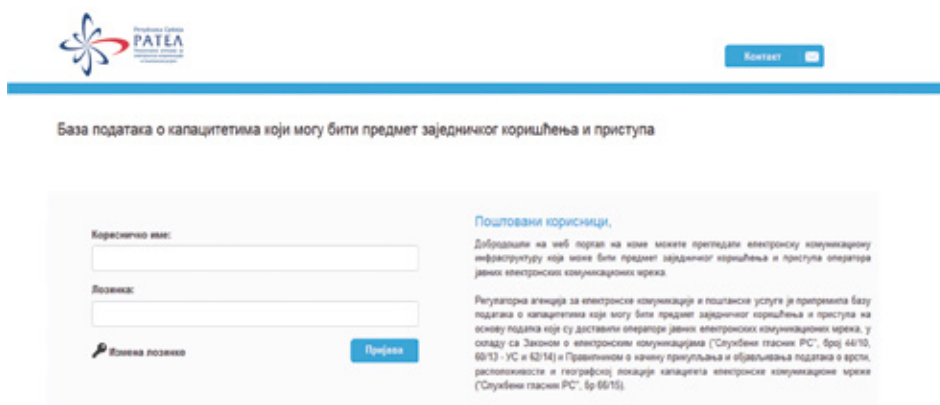 Република Србија
РАТЕЛ
Контакт
База података о капацитетима који могу бити предмет заједничког коришћења и приступа
Корисничко име:
Лозинка:
Измена лозинке
Пријава
Поштовани корисници,
Добродошли на веб портал на коме можете прегледати електронску комуникациону
инфраструктуру која може бити предмет заједничког коришћења и приступа оператора
јавних електронских комуникационих мрежа.
Регулаторна агенција за електронске комуникације и поштанске услуге је припремила базу
података о капацитетима који могу бити предмет заједничког коришћења и приступа на
основу податка које су доставили оператори јавних електронских комуникационих мрежа, у
складу са Законом о електронским комуникацијама ("Службени гласник РС", број 44/10,
60/13 - УС и 62/14) и Правилником о начину прикупљања и објављивања података о врсти,
расположивости и географској локацији капацитета електронске комуникационе мреже
("Службени гласник РС", бр 66/15).